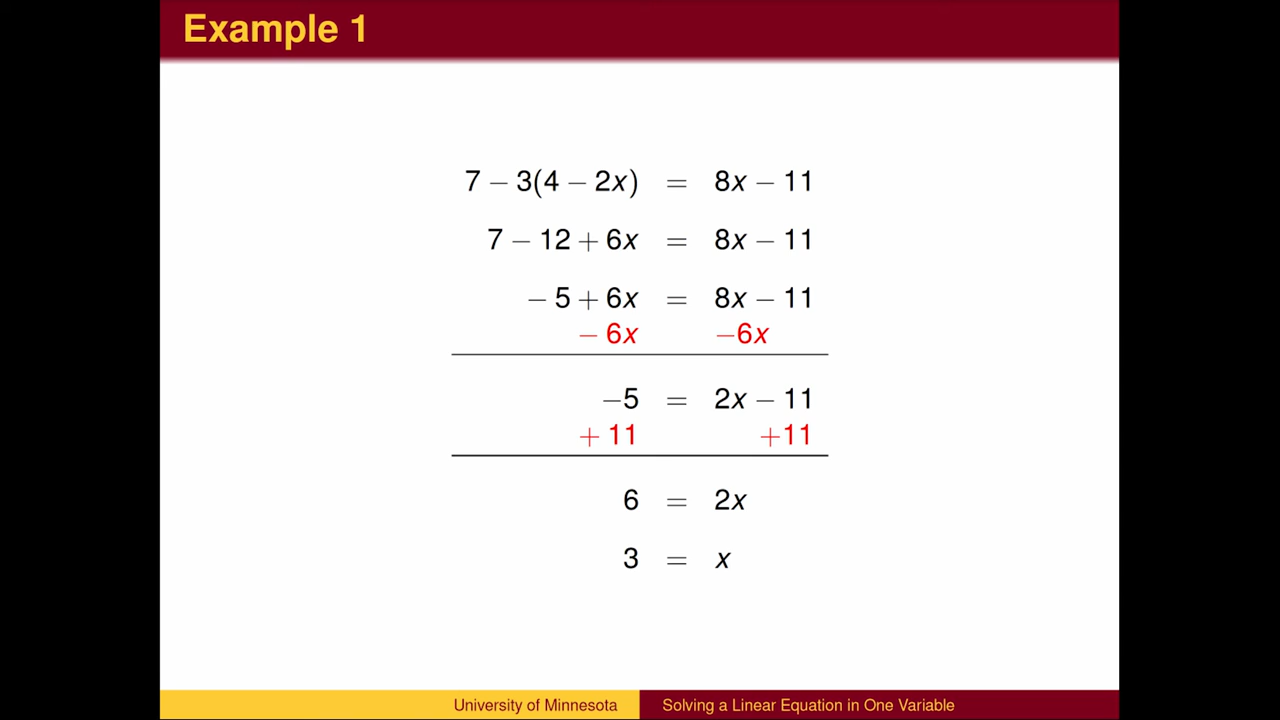 Example 1
7 − 3(4 − 2x) = 8x − 11
7 − 12 + 6x = 8x − 11
− 5 + 6x = 8x − 11
− 6x −6x
−5 = 2x − 11
+ 11 +11
6 = 2x
3 = x
University of Minnesota Solving a Linear Equation in One Variable